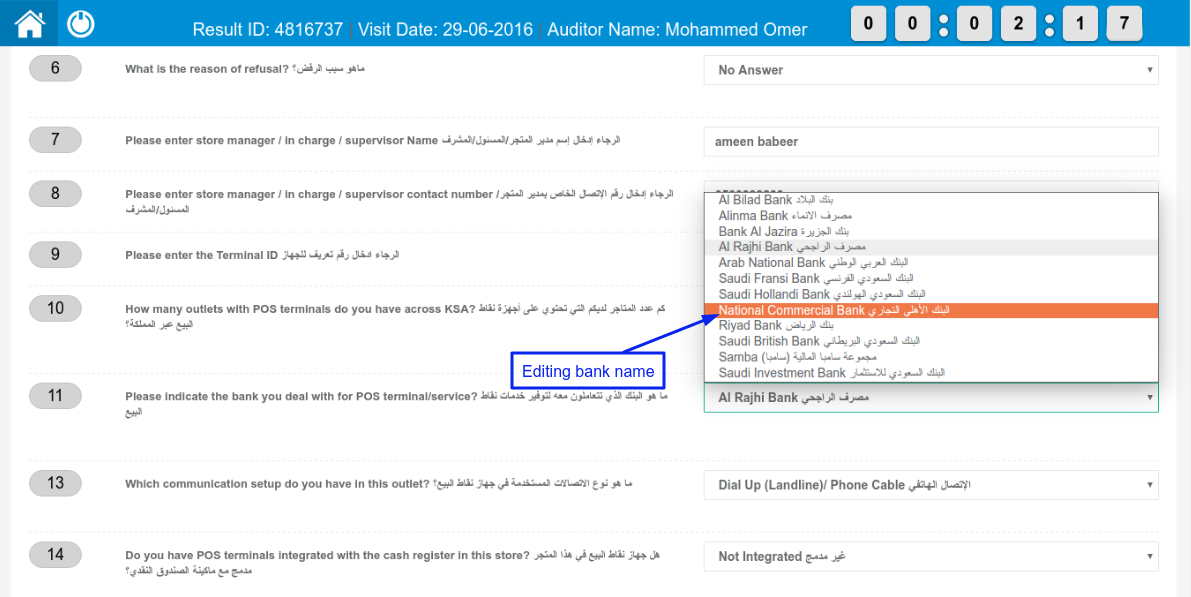 Result ID: 4816737 | Visit Date: 29-06-2016 | Auditor Name: Mohammed Omer
0 0 : 0 2 : 1 7
6
What is the reason of refusal? ماهو سبب الرفض؟
No Answer
7
Please enter store manager / in charge / supervisor Name الرجاء إدخال إسم مدير المتجر/المسئول/المشرف
ameen babeer
8
Please enter store manager / in charge / supervisor contact number الرجاء إدخال رقم الإتصال الخاص بمدير المتجر/
المسئول/المشرف
Al Bilad Bank بنك البلاد
Alinma Bank مصرف الانماء
Bank Al Jazira بنك الجزيرة
Al Rajhi Bank مصرف الراجحي
Arab National Bank البنك العربي الوطني
Saudi Fransi Bank البنك السعودي الفرنسي
Saudi Hollandi Bank البنك السعودي الهولندي
National Commercial Bank البنك الأهلي التجاري
Riyad Bank بنك الرياض
Saudi British Bank البنك السعودي البريطاني
Samba مجموعة سامبا المالية (سامبا)
Saudi Investment Bank البنك السعودي للاستثمار
9
Please enter the Terminal ID الرجاء ادخال رقم تعريف للجهاز
10
How many outlets with POS terminals do you have across KSA? كم عدد المتاجر لديكم التي تحتوي على أجهزة نقاط
البيع عبر المملكة؟
Editing bank name
11
Please indicate the bank you deal with for POS terminal/service? ما هو البنك الذي تتعاملون معه لتوفير خدمات نقاط
البيع
Al Rajhi Bank مصرف الراجحي
13
Which communication setup do you have in this outlet? ما هو نوع الاتصالات المستخدمة في جهاز نقاط البيع؟
Dial Up (Landline)/ Phone Cable الإتصال الهاتفي
14
Do you have POS terminals integrated with the cash register in this store? هل جهاز نقاط البيع في هذا المتجر
مدمج مع ماكينة الصندوق النقدي؟
Not Integrated غير مدمج